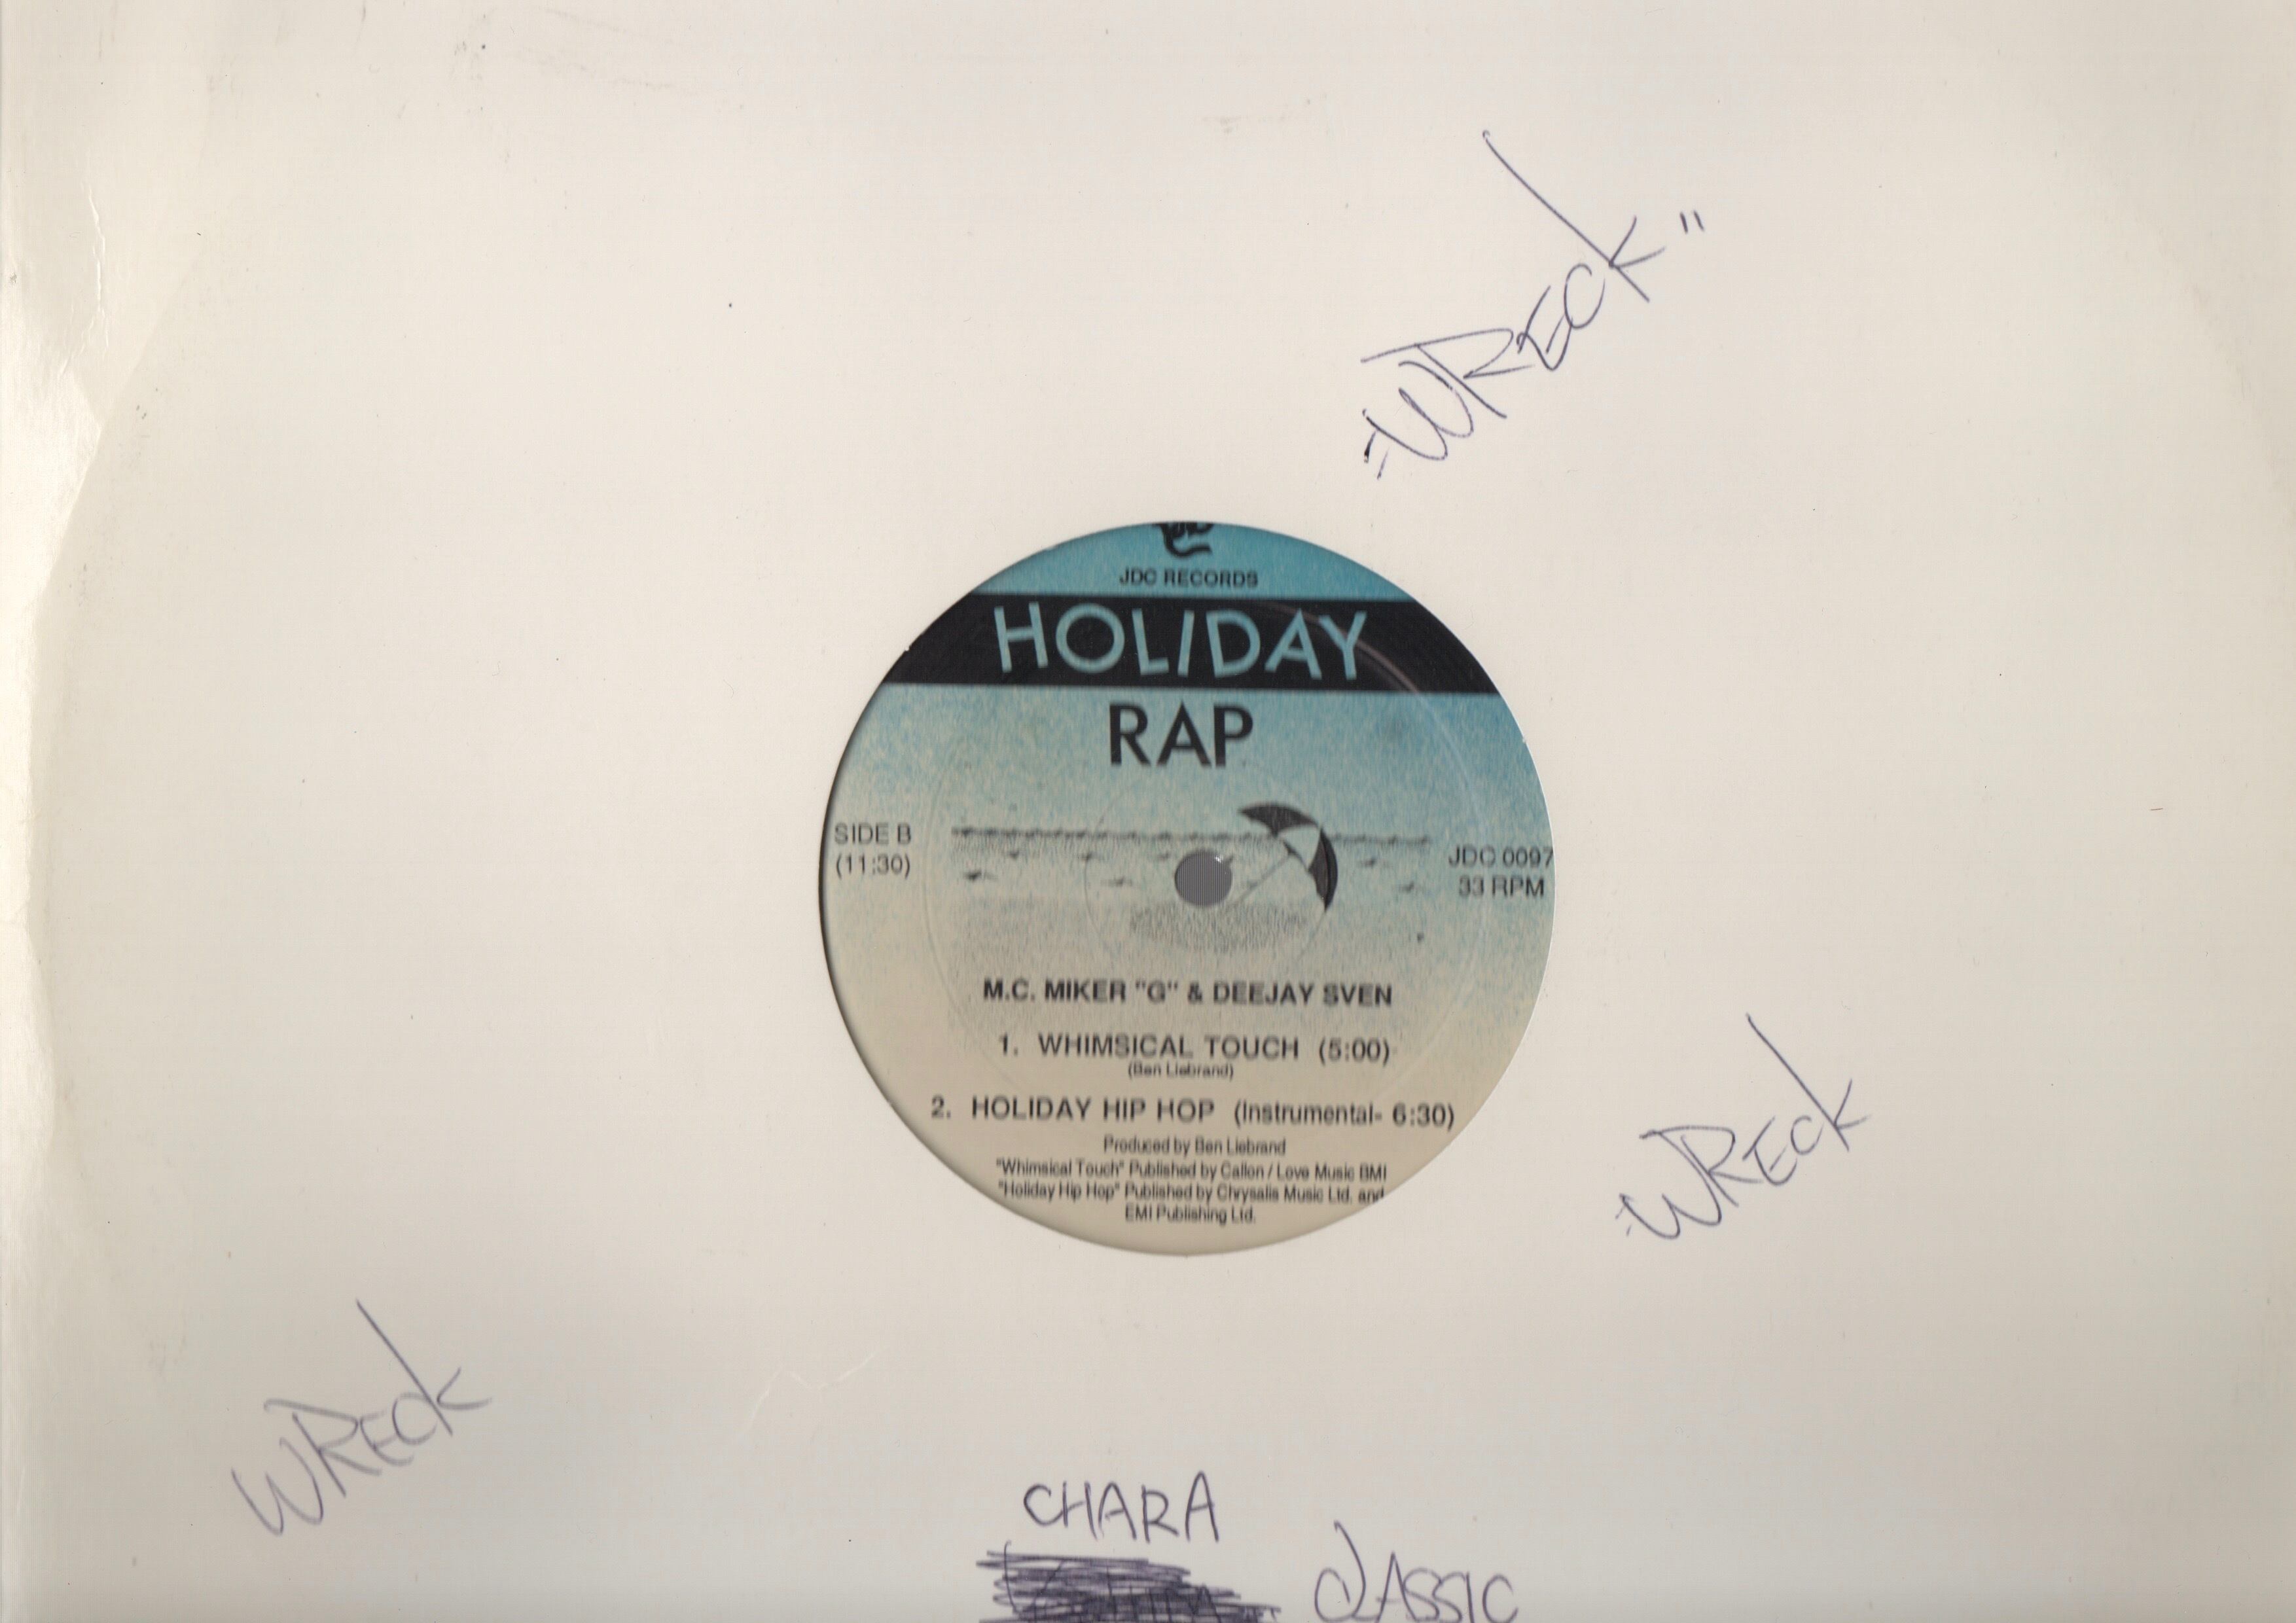 "WRECK"
JDC RECORDS
HOLIDAY
RAP
SIDE B
(11:30)
JDC 0097
33 RPM
M.C. MIKER "G" & DEEJAY SVEN
1. WHIMSICAL TOUCH (5:00)
(Ben Liebrand)
2. HOLIDAY HIP HOP (Instrumental- 6:30)
Produced by Ben Liebrand
"Whimsical Touch" Published by Callon / Love Music BMI
"Holiday Hip Hop" Published by Chrysalis Music Ltd. and
EMI Publishing Ltd.
"WRECK
WRECK
CHARA
CLASSIC